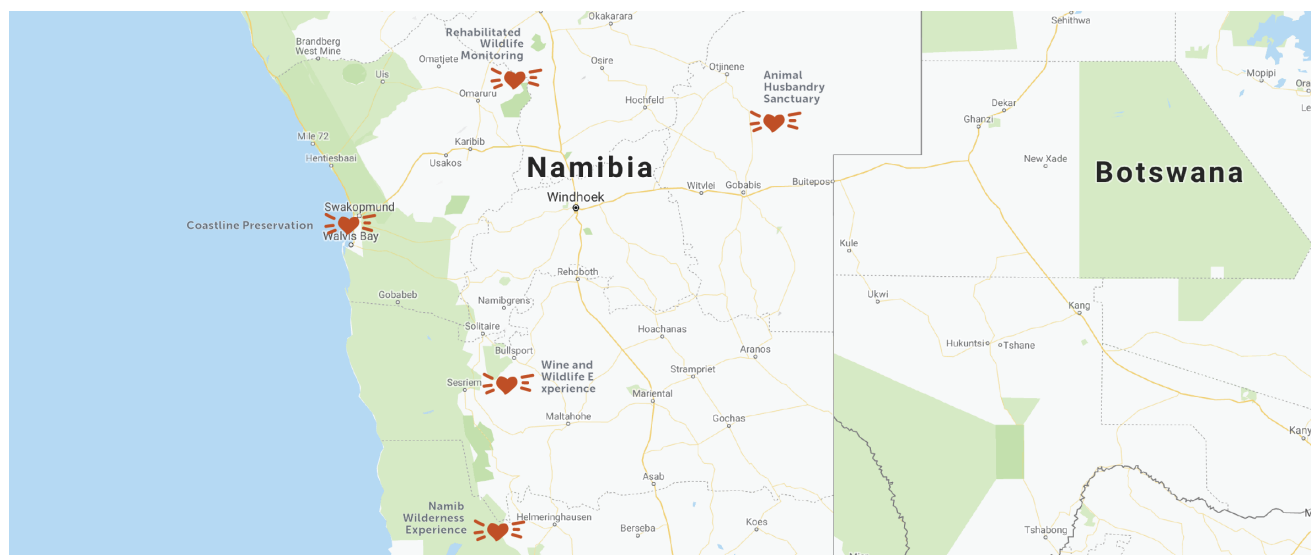 Okakarara
Sehithwa
Rehabilitated
Wildlife
Monitoring
Brandberg
West Mine
Omatjete
Osire
Otjinene
Uis
Animal
Husbandry
Sanctuary
Mopipi
Omaruru
Hochfeld
Dekar
Ghanzi
Mile 72
Karibib
Hentiesbaai
Usakos
Namibia
New Xade
Botswana
Windhoek
Witvlei
Gobabis
Buitepos
Swakopmund
Coastline Preservation
Walvis Bay
Kule
Rehoboth
Gobabeb
Namibgrens
Ukwi
Kang
Solitaire
Hoachanas
Hukuntsi
Tshane
Bullsport
Aranos
Wine and
Wildlife E
xperience
Stampriet
Sesriem
Mariental
Maltahohe
Gochas
Asab
Namib
Wilderness
Experience
Helmeringhausen
Berseba
Koes
Tshabong